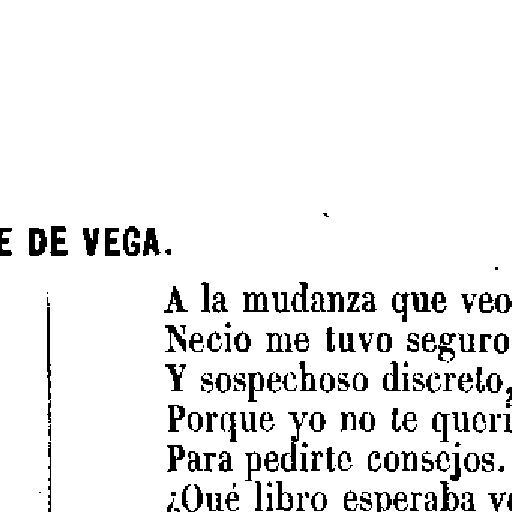 E DE VEGA.
A la mudanza que veo
Necio me tuvo seguro
Y sospechoso discreto,
Porque yo no te queri
Para pedirte consejos.
¿Qué libro esperaba ve